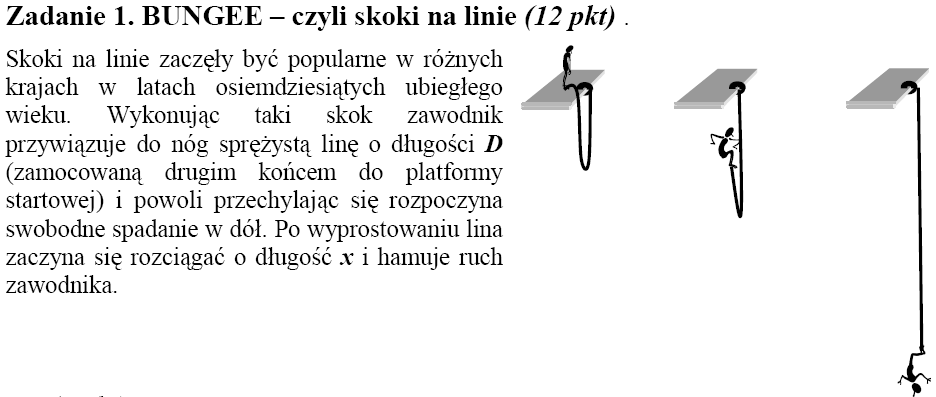 Zadanie 1. BUNGEE – czyli skoki na linie (12 pkt) .
Skoki na linie zaczęły być popularne w różnych
krajach w latach osiemdziesiątych ubiegłego
wieku. Wykonując taki skok zawodnik
przywiązuje do nóg sprężystą linę o długości D
(zamocowaną drugim końcem do platformy
startowej) i powoli przechylając się rozpoczyna
swobodne spadanie w dół. Po wyprostowaniu lina
zaczyna się rozciągać o długość x i hamuje ruch
zawodnika.